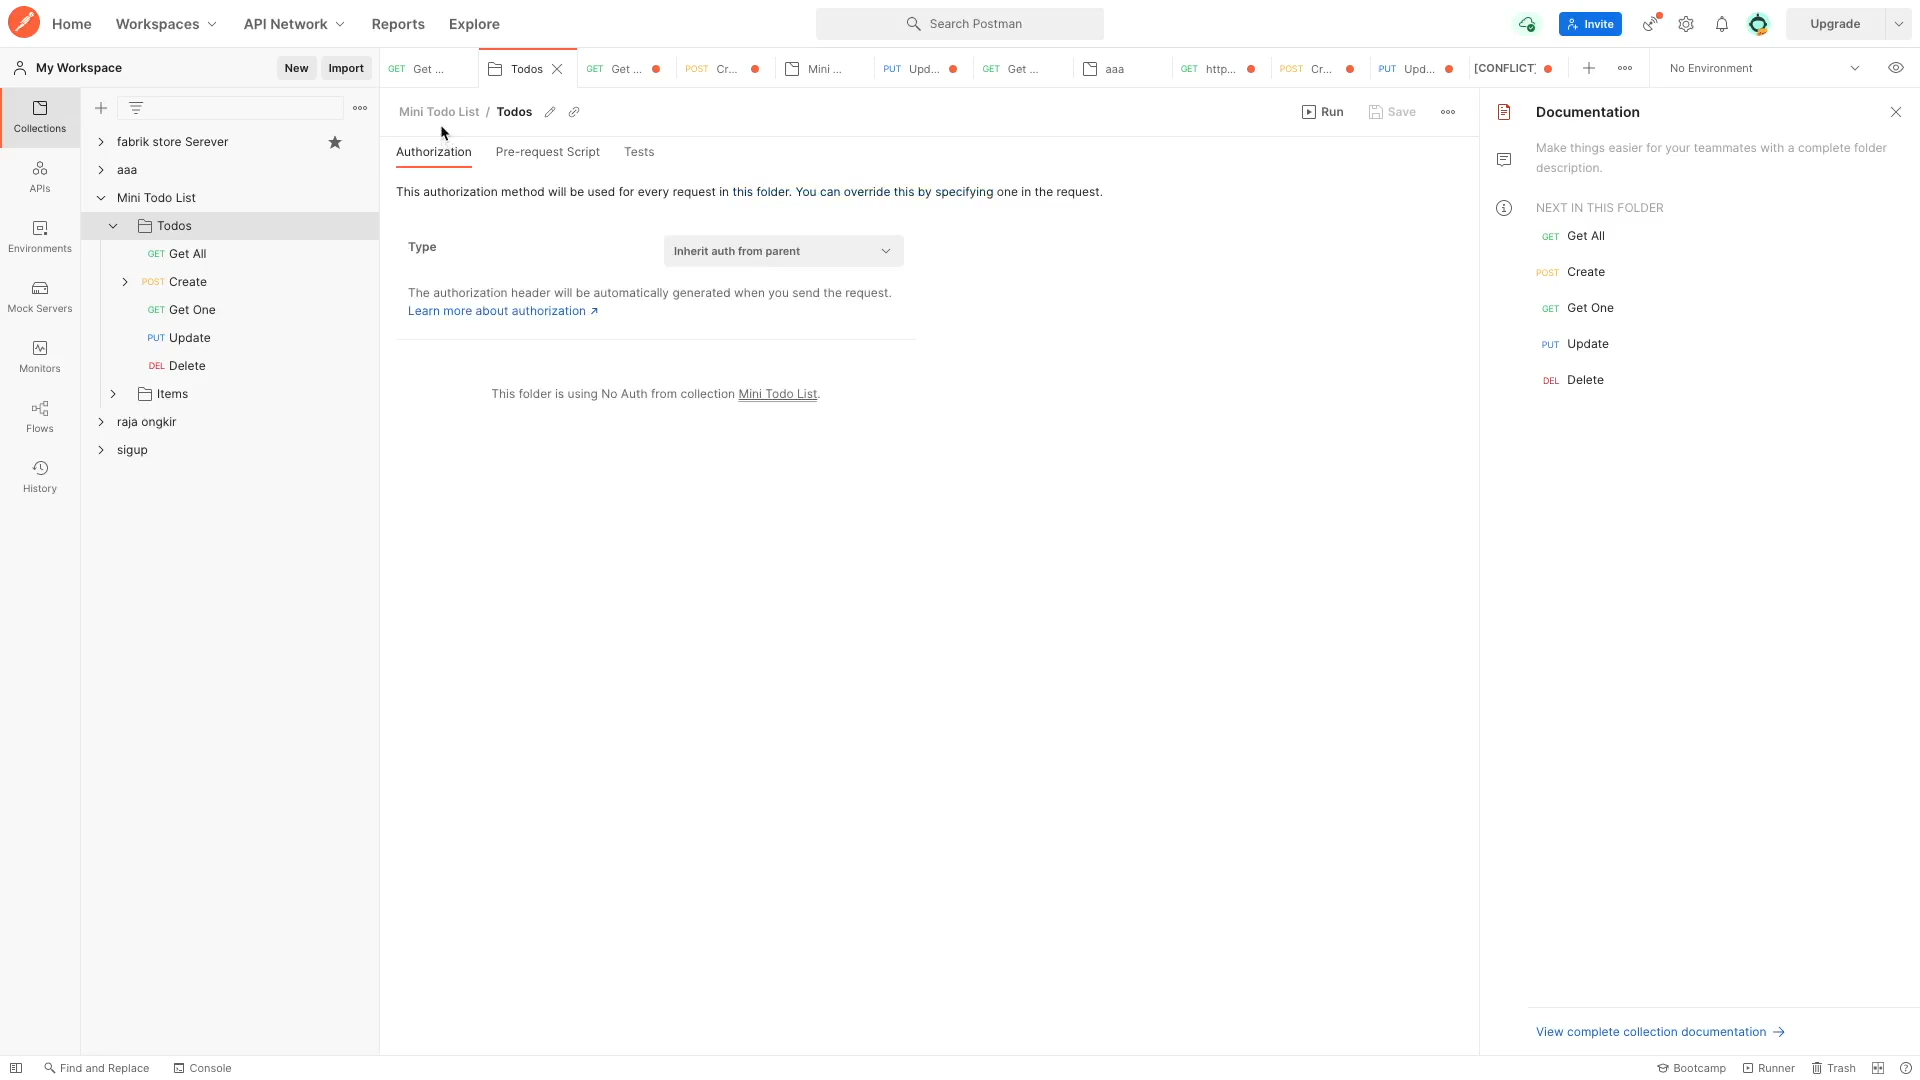 Home
Workspaces
API Network
Reports
Explore
Search Postman
Invite
Upgrade
My Workspace
New
Import
GET Get ...
Todos
GET Get ...
POST Cr...
Mini ...
PUT Upd...
GET Get ...
aaa
GET http...
POST Cr...
PUT Upd...
[CONFLICT]
No Environment
Collections
APIs
Environments
Mock Servers
Monitors
Flows
History
fabrik store Serever
aaa
Mini Todo List
Todos
GET Get All
POST Create
GET Get One
PUT Update
DEL Delete
Items
raja ongkir
sigup
Mini Todo List / Todos
Run
Save
Authorization
Pre-request Script
Tests
This authorization method will be used for every request in this folder. You can override this by specifying one in the request.
Type
Inherit auth from parent
The authorization header will be automatically generated when you send the request.
Learn more about authorization ↗
This folder is using No Auth from collection Mini Todo List.
Documentation
Make things easier for your teammates with a complete folder
description.
NEXT IN THIS FOLDER
GET Get All
POST Create
GET Get One
PUT Update
DEL Delete
View complete collection documentation →
Find and Replace
Console
Bootcamp
Runner
Trash